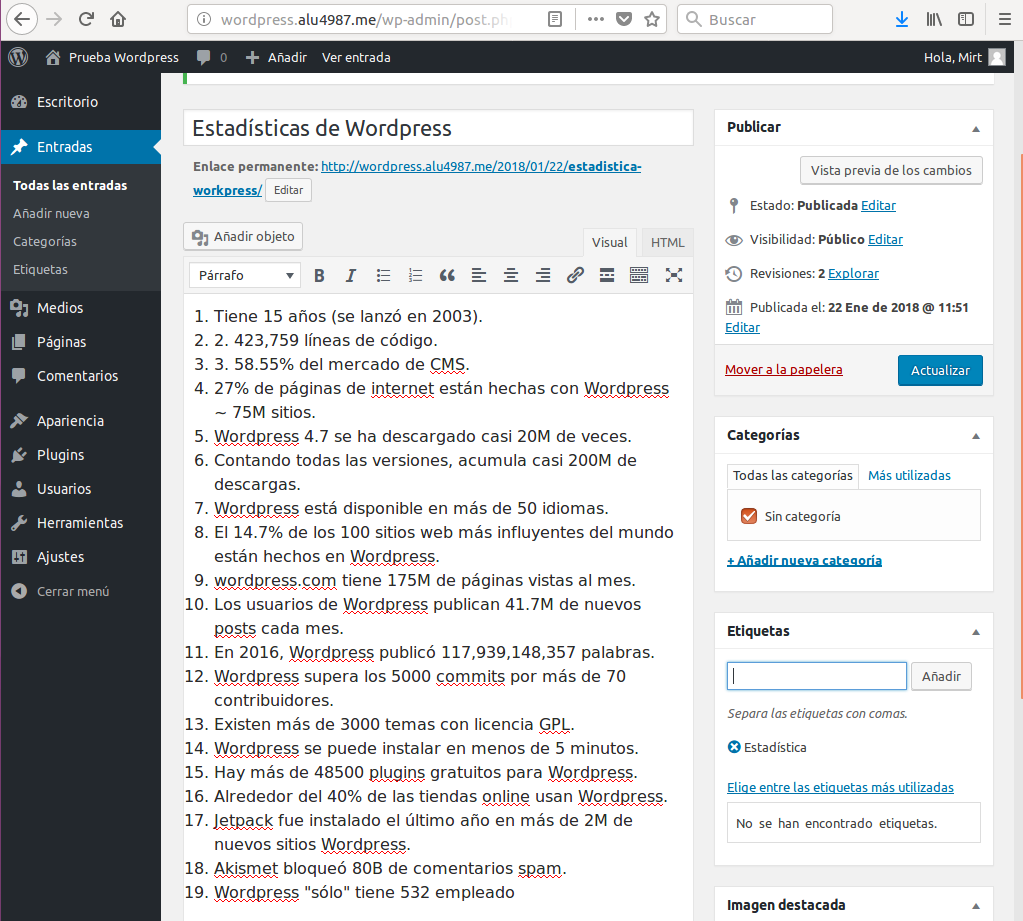 wordpress.alu4987.me/wp-admin/post.ph
Buscar
Prueba Wordpress
0
Añadir
Ver entrada
Hola, Mirt
Escritorio
Entradas
Todas las entradas
Añadir nueva
Categorías
Etiquetas
Medios
Páginas
Comentarios
Apariencia
Plugins
Usuarios
Herramientas
Ajustes
Cerrar menú
Estadísticas de Wordpress
Enlace permanente: http://wordpress.alu4987.me/2018/01/22/estadistica-
workpress/ Editar
Añadir objeto
Visual
HTML
Párrafo
1. Tiene 15 años (se lanzó en 2003).
2. 2. 423,759 líneas de código.
3. 3. 58.55% del mercado de CMS.
4. 27% de páginas de internet están hechas con Wordpress
~ 75M sitios.
5. Wordpress 4.7 se ha descargado casi 20M de veces.
6. Contando todas las versiones, acumula casi 200M de
descargas.
7. Wordpress está disponible en más de 50 idiomas.
8. El 14.7% de los 100 sitios web más influyentes del mundo
están hechos en Wordpress.
9. wordpress.com tiene 175M de páginas vistas al mes.
10. Los usuarios de Wordpress publican 41.7M de nuevos
posts cada mes.
11. En 2016, Wordpress publicó 117,939,148,357 palabras.
12. Wordpress supera los 5000 commits por más de 70
contribuidores.
13. Existen más de 3000 temas con licencia GPL.
14. Wordpress se puede instalar en menos de 5 minutos.
15. Hay más de 48500 plugins gratuitos para Wordpress.
16. Alrededor del 40% de las tiendas online usan Wordpress.
17. Jetpack fue instalado el último año en más de 2M de
nuevos sitios Wordpress.
18. Akismet bloqueó 80B de comentarios spam.
19. Wordpress "sólo" tiene 532 empleado
Publicar
Vista previa de los cambios
Estado: Publicada Editar
Visibilidad: Público Editar
Revisiones: 2 Explorar
Publicada el: 22 Ene de 2018 @ 11:51
Editar
Mover a la papelera
Actualizar
Categorías
Todas las categorías
Más utilizadas
Sin categoría
+ Añadir nueva categoría
Etiquetas
Añadir
Separa las etiquetas con comas.
Estadística
Elige entre las etiquetas más utilizadas
No se han encontrado etiquetas.
Imagen destacada